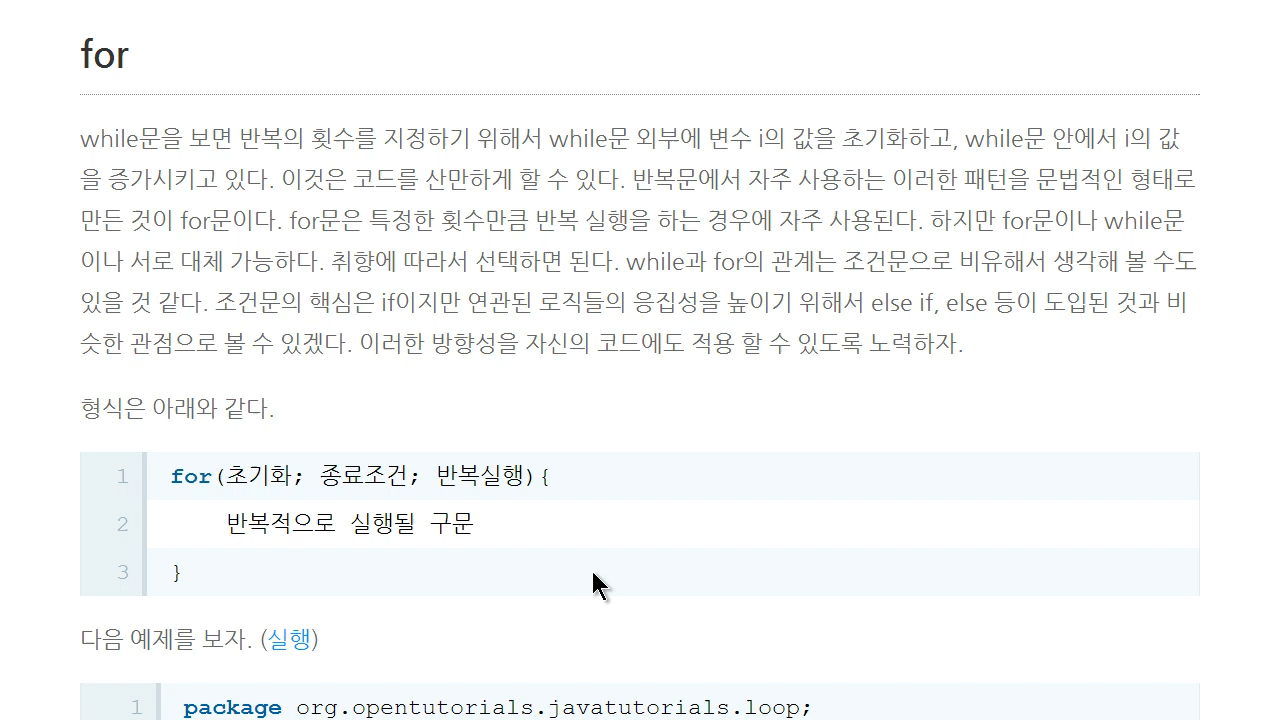 for
while문을 보면 반복의 횟수를 지정하기 위해서 while문 외부에 변수 i의 값을 초기화하고, while문 안에서 i의 값
을 증가시키고 있다. 이것은 코드를 산만하게 할 수 있다. 반복문에서 자주 사용하는 이러한 패턴을 문법적인 형태로
만든 것이 for문이다. for문은 특정한 횟수만큼 반복 실행을 하는 경우에 자주 사용된다. 하지만 for문이나 while문
이나 서로 대체 가능하다. 취향에 따라서 선택하면 된다. while과 for의 관계는 조건문으로 비유해서 생각해 볼 수도
있을 것 같다. 조건문의 핵심은 if이지만 연관된 로직들의 응집성을 높이기 위해서 else if, else 등이 도입된 것과 비
슷한 관점으로 볼 수 있겠다. 이러한 방향성을 자신의 코드에도 적용 할 수 있도록 노력하자.
형식은 아래와 같다.
1 for(초기화; 종료조건; 반복실행){
2 반복적으로 실행될 구문
3 }
다음 예제를 보자. (실행)
1 package org.opentutorials.javatutorials.loop;